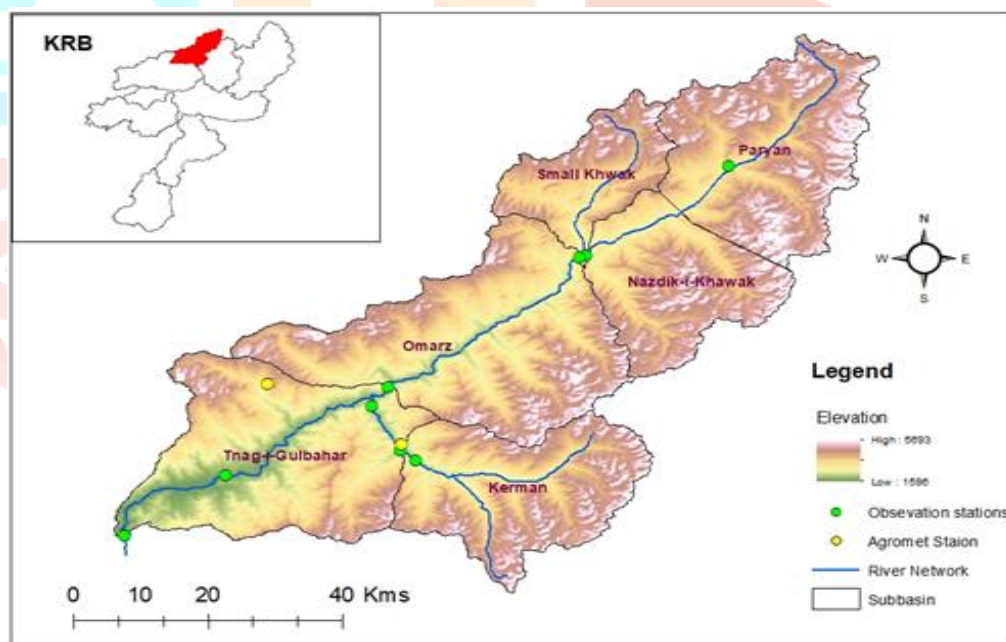 KRB
Paryan
Small Khwak
N
W E
S
Nazdik-i-Khawak
Omarz
Legend
Elevation
High : 6693
Low : 1596
Tnag-i-Gulbahar
Kerman
Obsevation stations
Agromet Staion
River Network
Subbasin
0 10 20 40 Kms